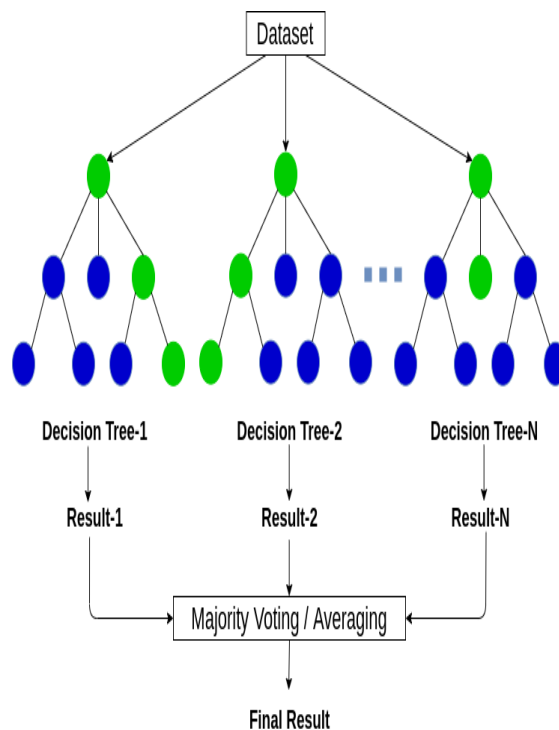 Dataset
Decision Tree-1
Decision Tree-2
Decision Tree-N
Result-1
Result-2
Result-N
Majority Voting / Averaging
Final Result